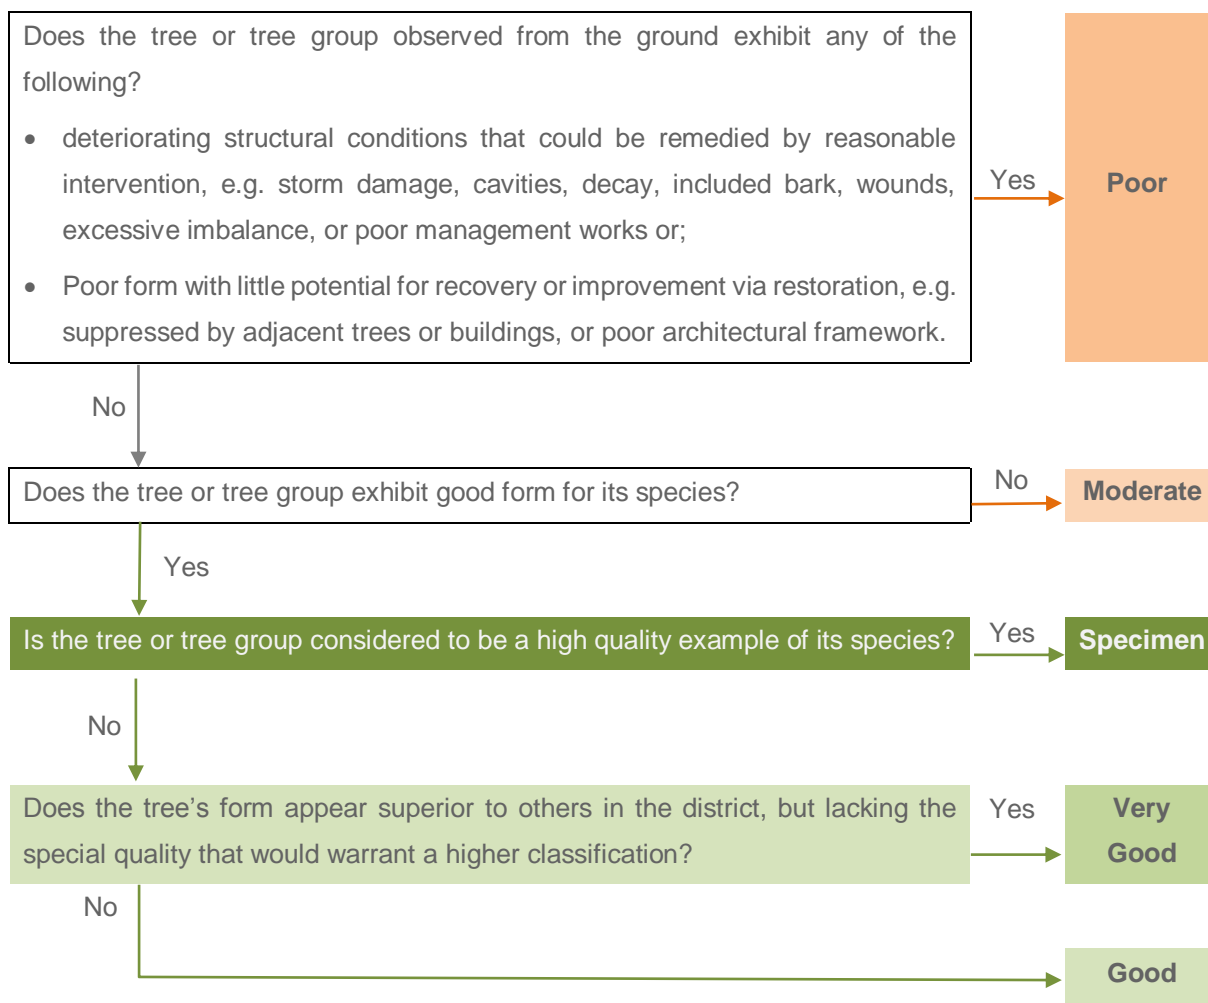 Does the tree or tree group observed from the ground exhibit any of the
following?
• deteriorating structural conditions that could be remedied by reasonable
intervention, e.g. storm damage, cavities, decay, included bark, wounds,
excessive imbalance, or poor management works or;
• Poor form with little potential for recovery or improvement via restoration, e.g.
suppressed by adjacent trees or buildings, or poor architectural framework.
Yes
Poor
No
Does the tree or tree group exhibit good form for its species?
No
Moderate
Yes
Is the tree or tree group considered to be a high quality example of its species?
Yes
Specimen
No
Does the tree’s form appear superior to others in the district, but lacking the
special quality that would warrant a higher classification?
Yes
Very
Good
No
Good